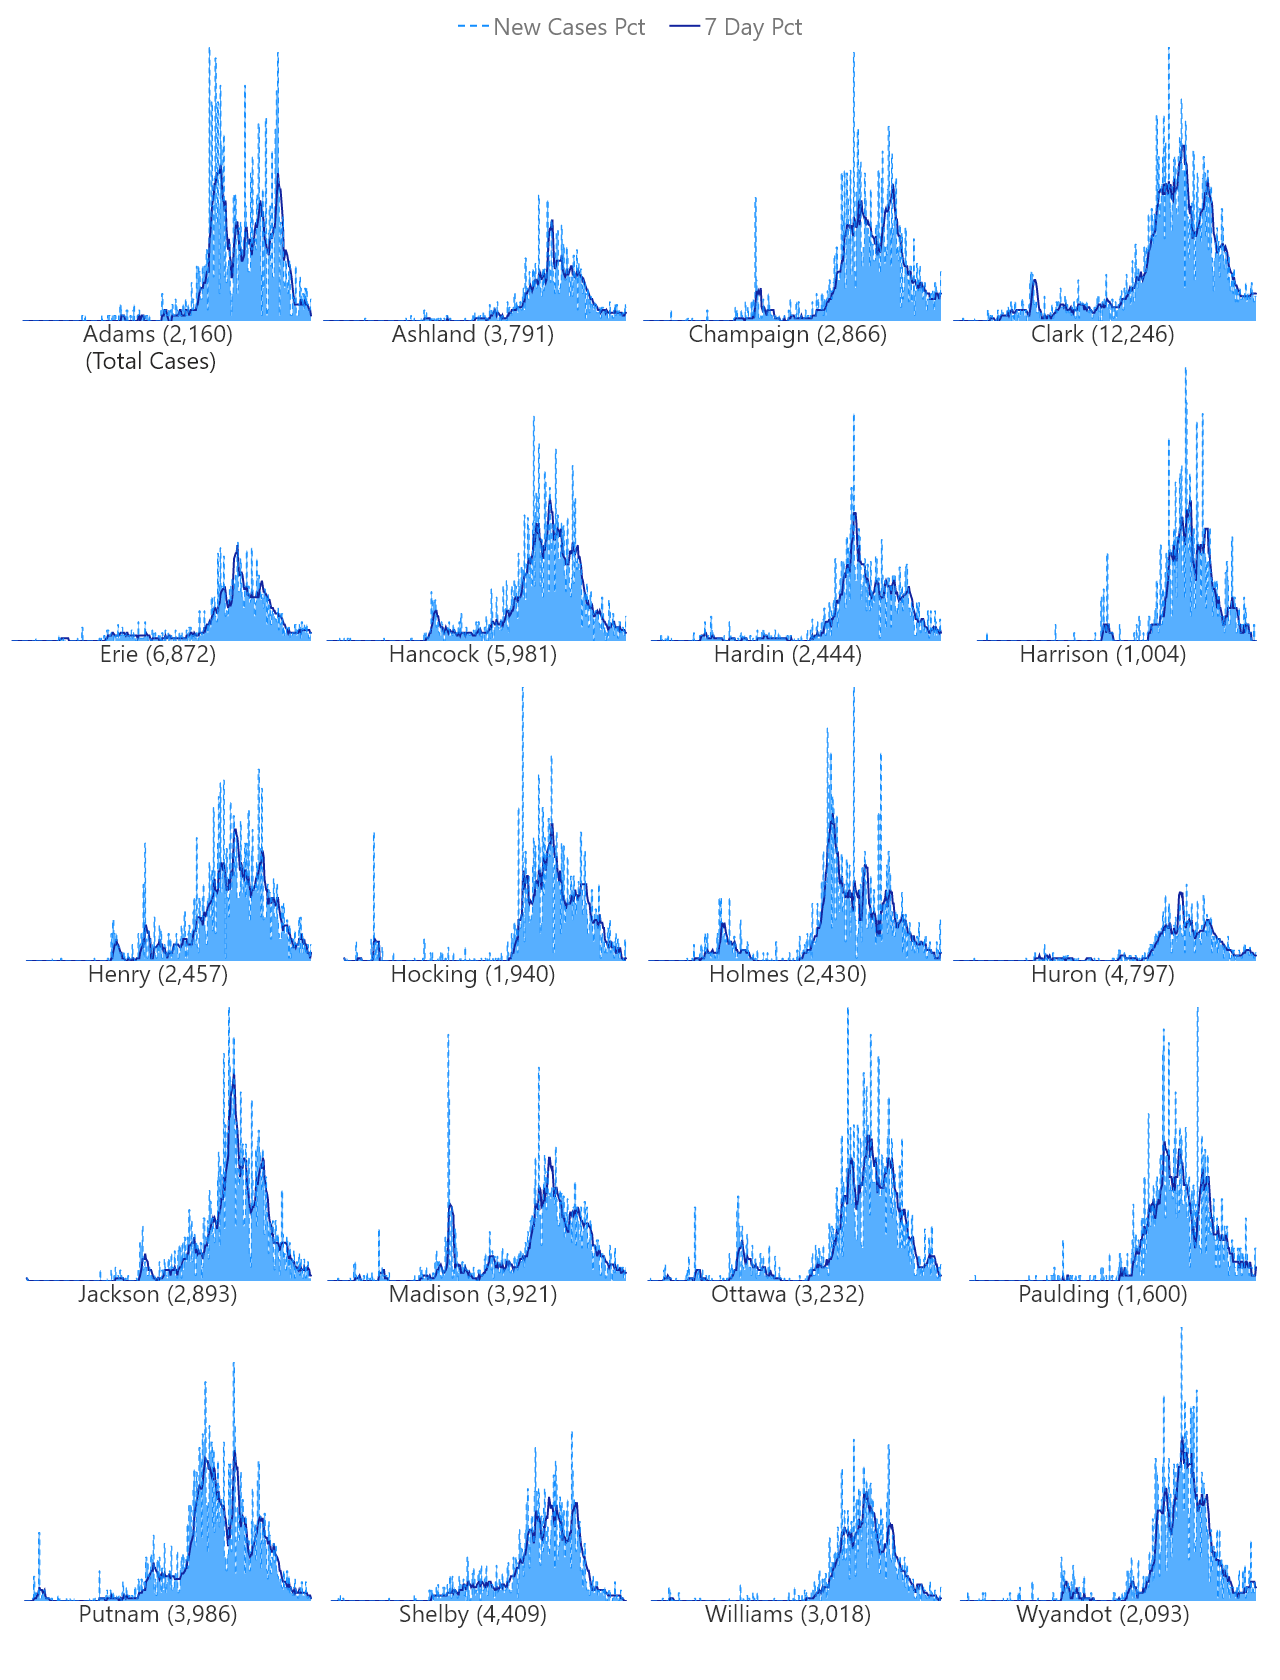 New Cases Pct 7 Day Pct
Adams (2,160) Ashland (3,791) Champaign (2,866) Clark (12,246)
(Total Cases)
Erie (6,872) Hancock (5,981) Hardin (2,444) Harrison (1,004)
Henry (2,457) Hocking (1,940) Holmes (2,430) Huron (4,797)
Jackson (2,893) Madison (3,921) Ottawa (3,232) Paulding (1,600)
Putnam (3,986) Shelby (4,409) Williams (3,018) Wyandot (2,093)